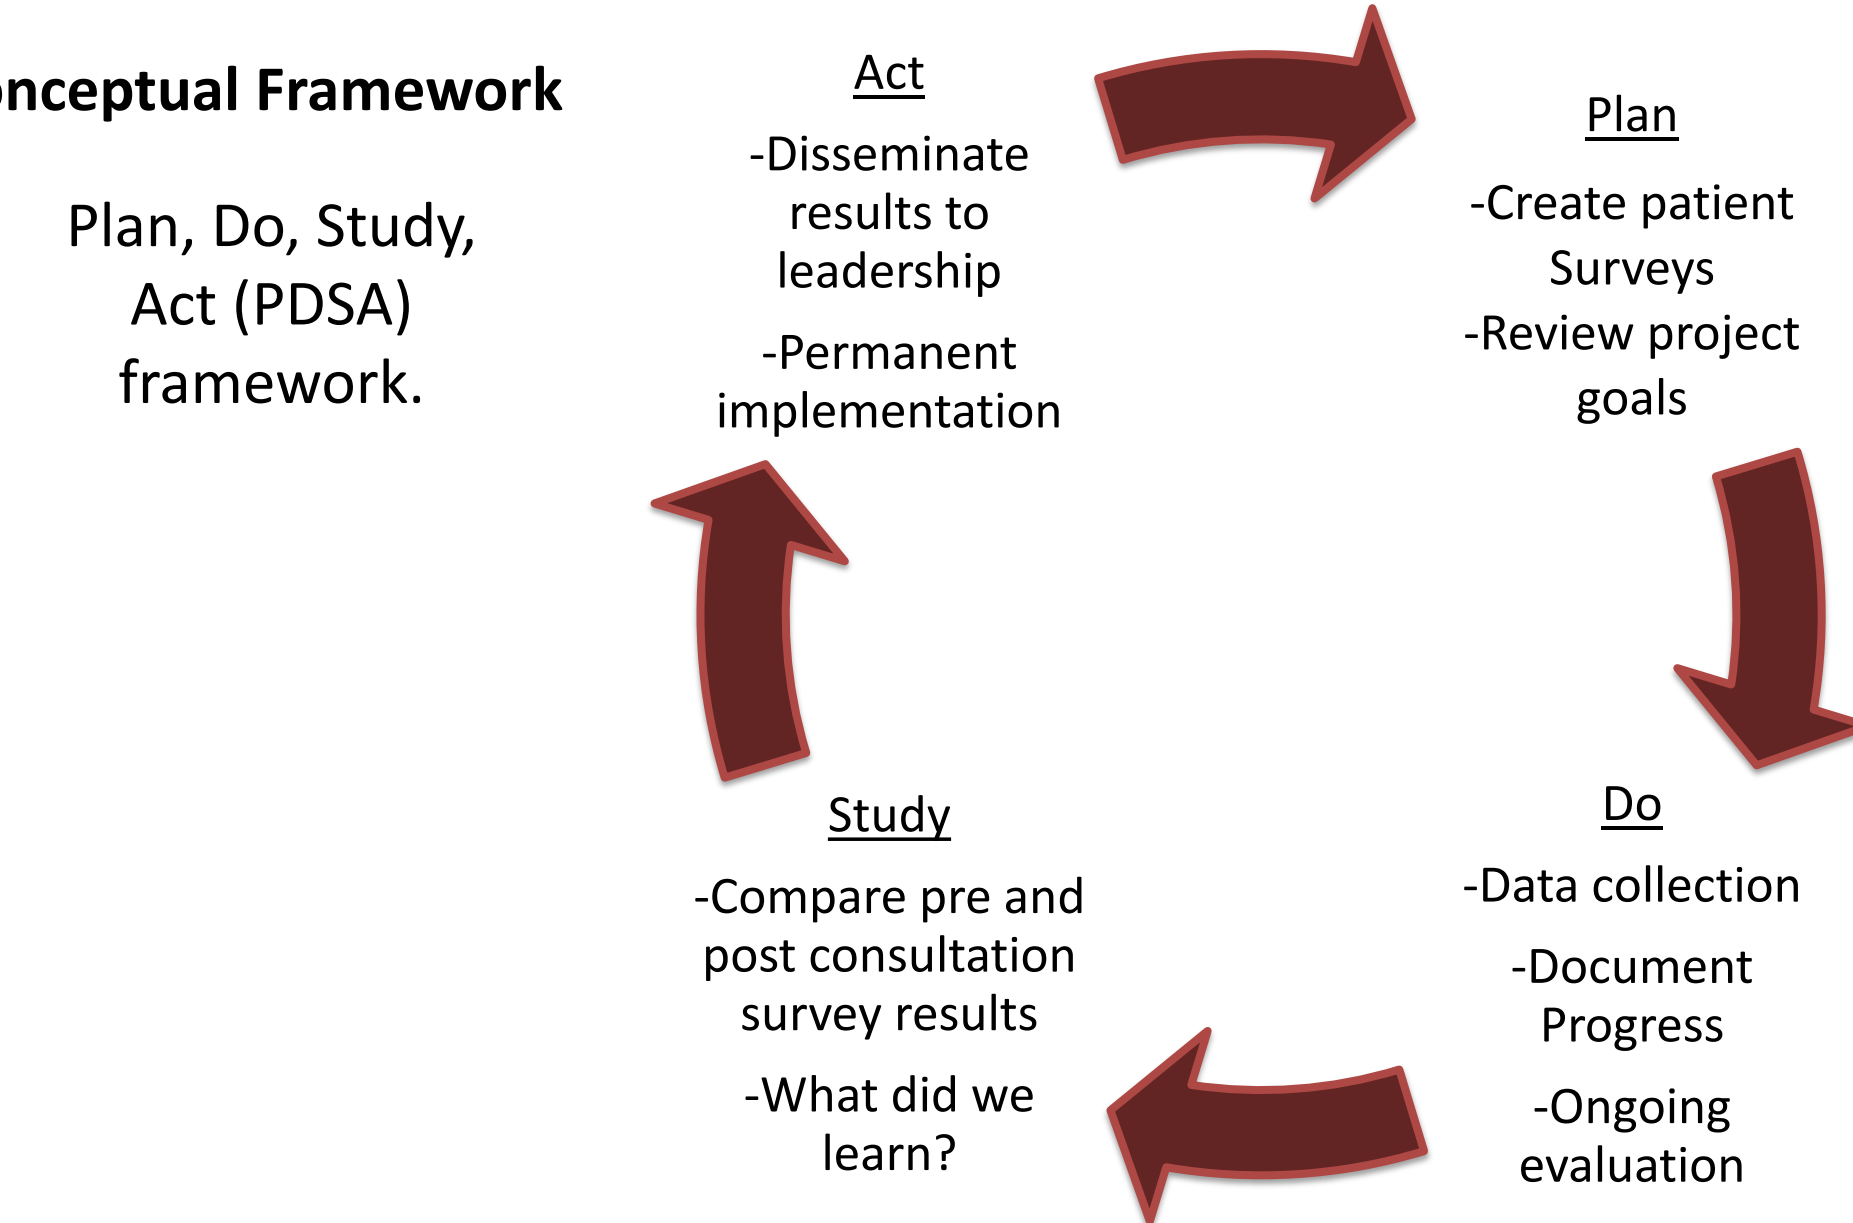 onceptual Framework
Plan, Do, Study,
Act (PDSA)
framework.
Act
-Disseminate
results to
leadership
-Permanent
implementation
Plan
-Create patient
Surveys
-Review project
goals
Study
-Compare pre and
post consultation
survey results
-What did we
learn?
Do
-Data collection
-Document
Progress
-Ongoing
evaluation